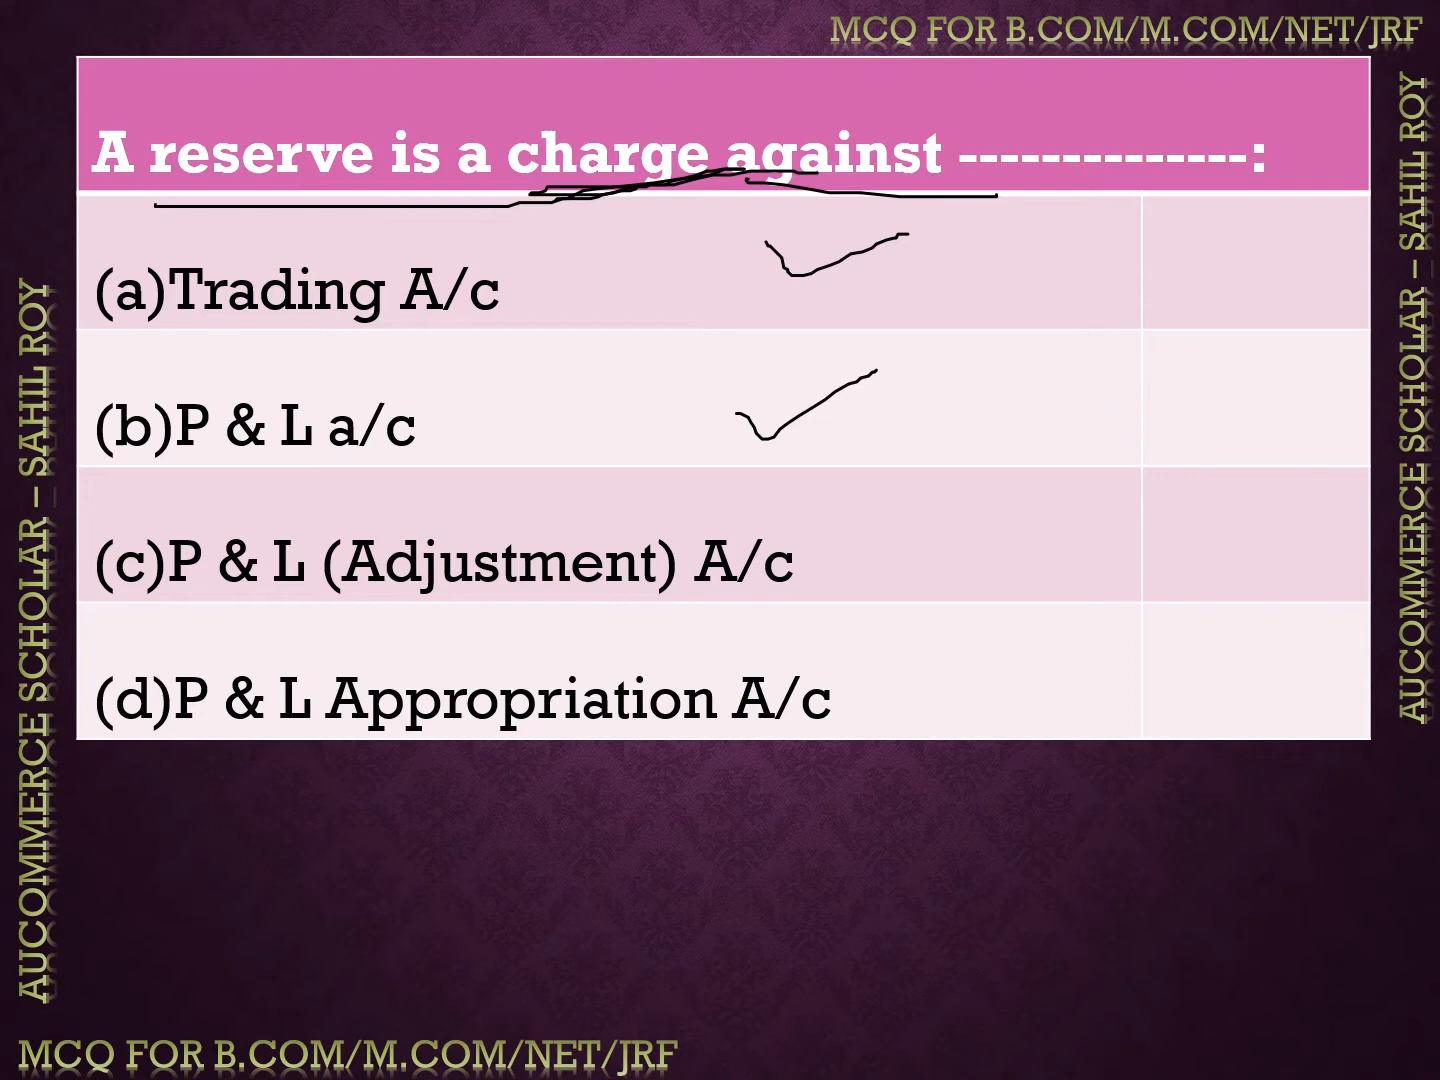 MCQ FOR B.COM/M.COM/NET/JRF
A reserve is a charge against --------------:
(a)Trading A/c
(b)P & L a/c
(c)P & L (Adjustment) A/c
(d)P & L Appropriation A/c
AUCOMMERCE SCHOLAR – SAHIL ROY
AUCOMMERCE SCHOLAR – SAHIL ROY
MCQ FOR B.COM/M.COM/NET/JRF